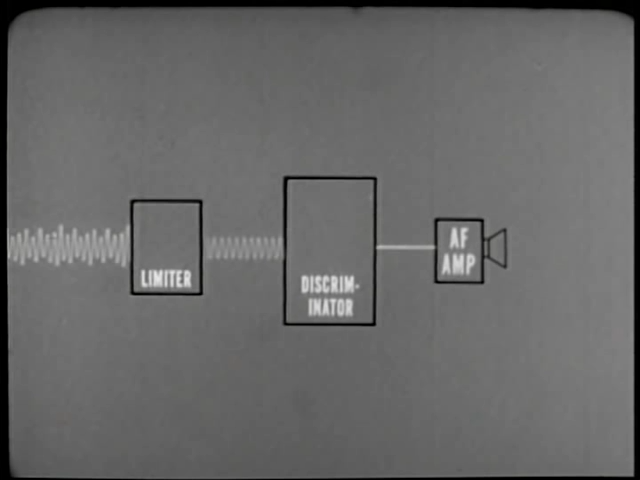 LIMITER
DISCRIM-
INATOR
AF
AMP